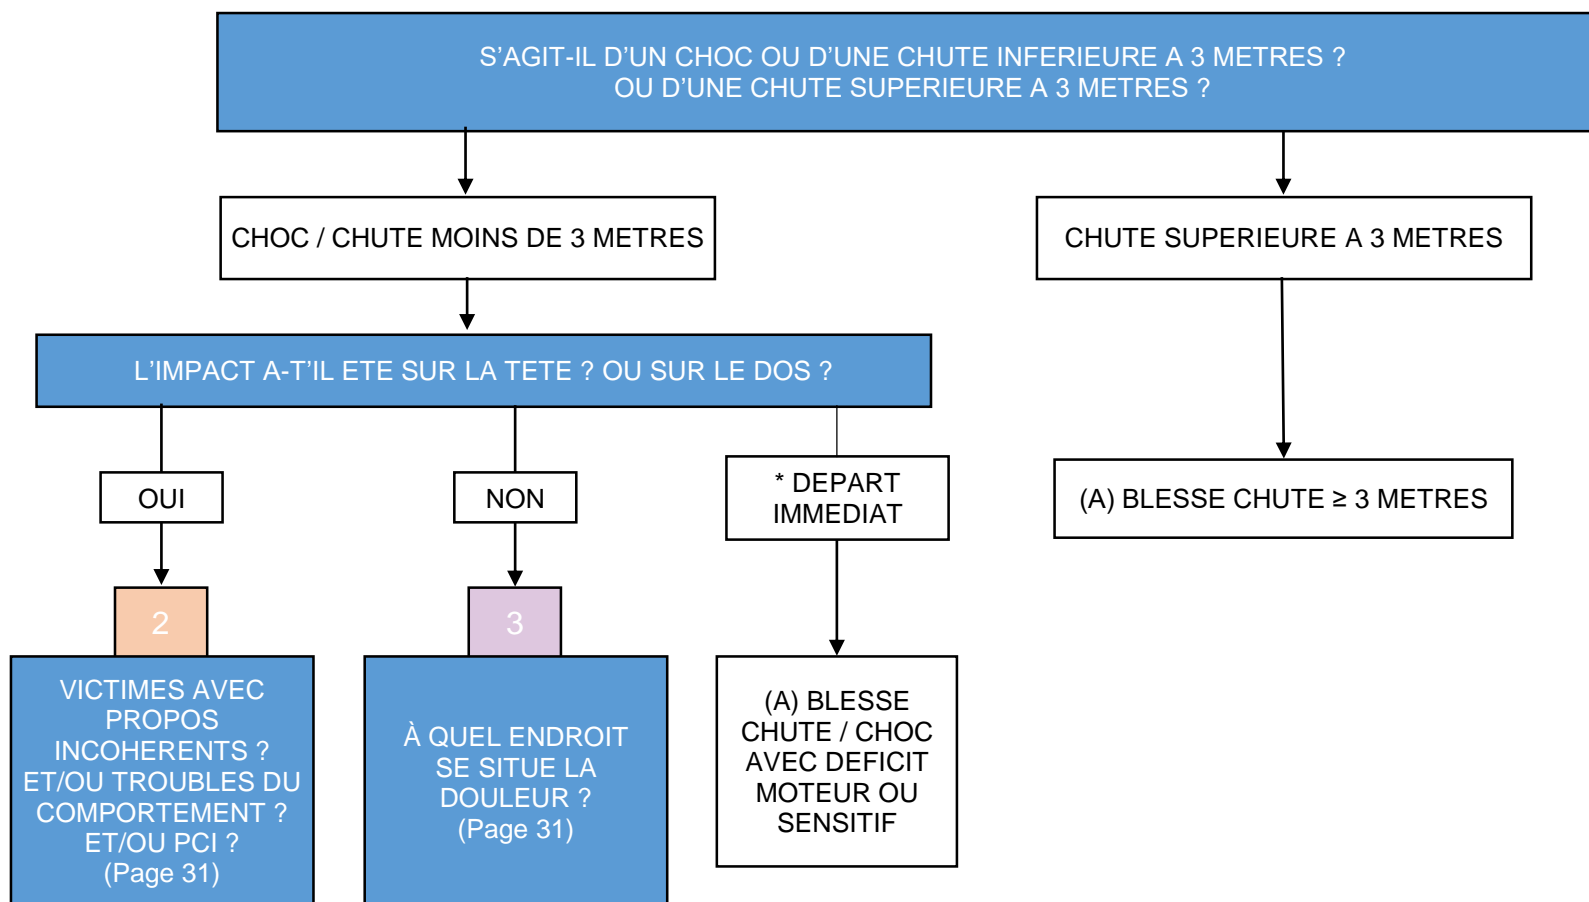 S’AGIT-IL D’UN CHOC OU D’UNE CHUTE INFERIEURE A 3 METRES ?
OU D’UNE CHUTE SUPERIEURE A 3 METRES ?
CHOC / CHUTE MOINS DE 3 METRES
CHUTE SUPERIEURE A 3 METRES
L’IMPACT A-T’IL ETE SUR LA TETE ? OU SUR LE DOS ?
OUI
NON
* DEPART
IMMEDIAT
(A) BLESSE CHUTE ≥ 3 METRES
2
VICTIMES AVEC
PROPOS
INCOHERENTS ?
ET/OU TROUBLES DU
COMPORTEMENT ?
ET/OU PCI ?
(Page 31)
3
À QUEL ENDROIT
SE SITUE LA
DOULEUR ?
(Page 31)
(A) BLESSE
CHUTE / CHOC
AVEC DEFICIT
MOTEUR OU
SENSITIF